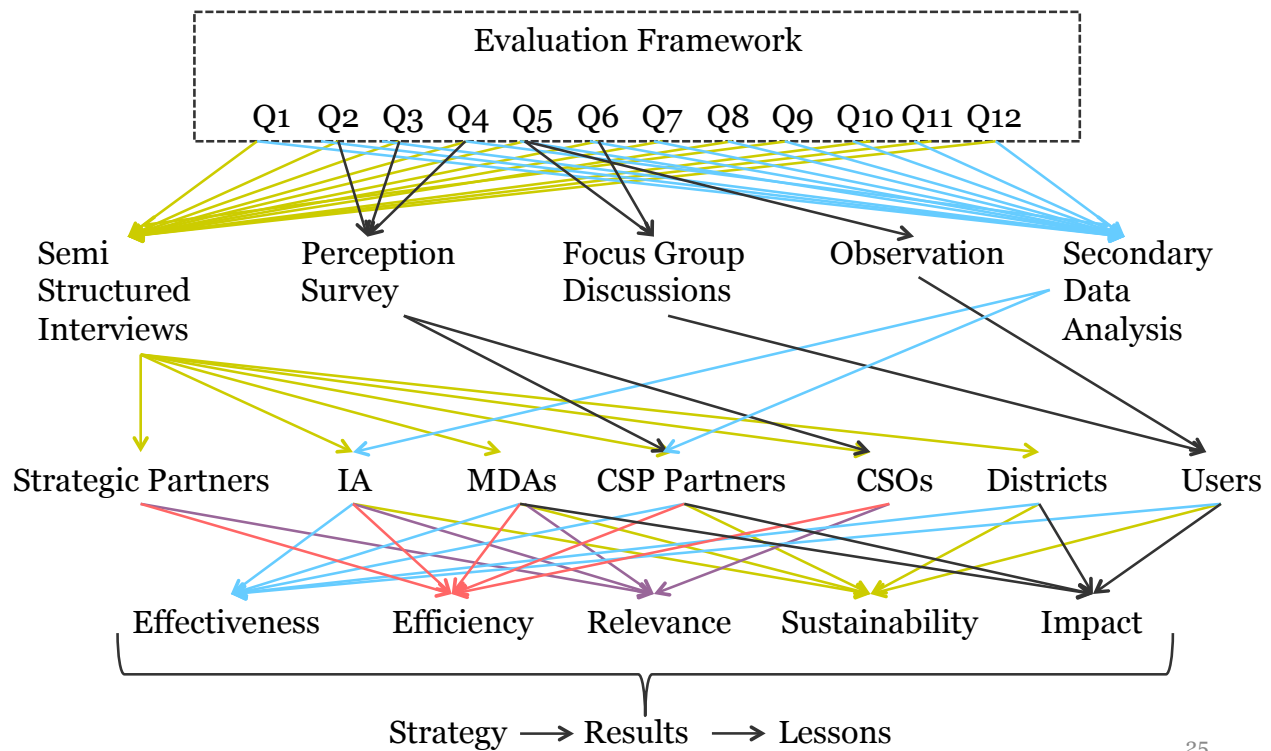 Evaluation Framework
Q1 Q2 Q3 Q4 Q5 Q6 Q7 Q8 Q9 Q10 Q11 Q12
Semi
Structured
Interviews
Perception
Survey
Focus Group
Discussions
Observation
Secondary
Data
Analysis
Strategic Partners IA MDAs CSP Partners CSOs Districts Users
Effectiveness Efficiency Relevance Sustainability Impact
Strategy Results Lessons
25